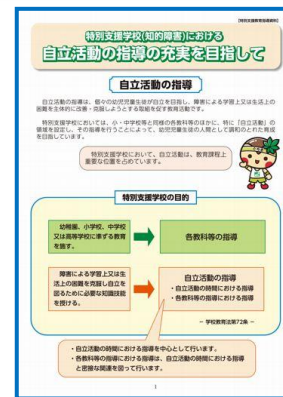 【特別支援教育指導資料】
特別支援学校(知的障害)における
自立活動の指導の充実を目指して
自立活動の指導
自立活動の指導は、個々の幼児児童生徒が自立を目指し、障害による学習上又は生活上の
困難を主体的に改善・克服しようとする取組を促す教育活動です。
特別支援学校においては、小・中学校等と同様の各教科等のほかに、特に「自立活動」の
領域を設定し、その指導を行うことによって、幼児児童生徒の人間として調和のとれた育成
を目指しています。
特別支援学校において、自立活動は、教育課程上
重要な位置を占めています。
特別支援学校の目的
幼稚園、小学校、中学校
又は高等学校に準ずる教育
を施す。
各教科等の指導
障害による学習上又は生
活上の困難を克服し自立を
図るために必要な知識技能
を授ける。
自立活動の指導
・自立活動の時間における指導
・各教科等の指導における指導
− 学校教育法第72条 −
・自立活動の時間における指導を中心として行います。
・各教科等の指導における指導は、自立活動の時間における指導
と密接な関連を図って行います。
1